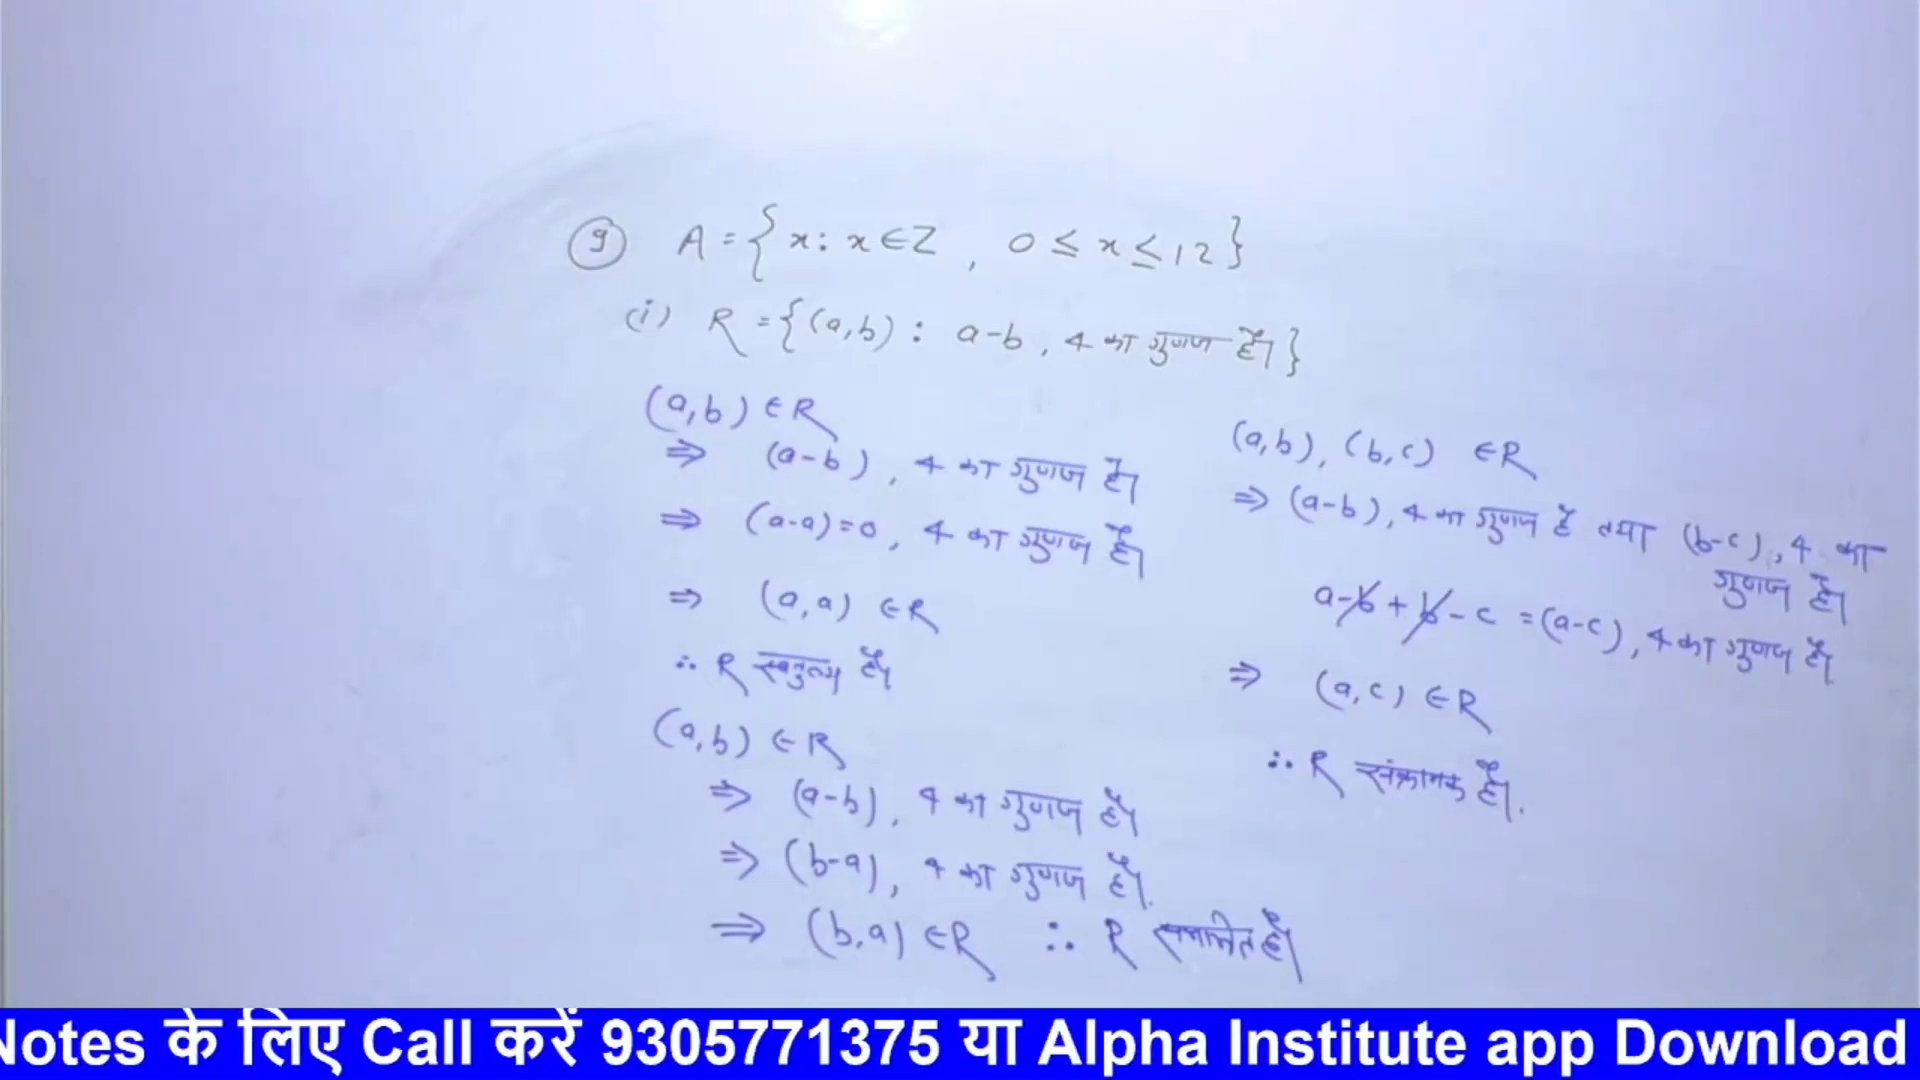 9 A = { x : x ∈ Z , 0 ≤ x ≤ 12 }
(i) R = { (a,b) : a-b , 4 का गुणज है। }
(a,b) ∈ R
⇒ (a-b) , 4 का गुणज है।
⇒ (a-a) = 0 , 4 का गुणज है।
⇒ (a,a) ∈ R
∴ R स्वतुल्य है।
(a,b) ∈ R
⇒ (a-b) , 4 का गुणज है।
⇒ (b-a) , 4 का गुणज है।
⇒ (b,a) ∈ R ∴ R सममित है।
(a,b) , (b,c) ∈ R
⇒ (a-b) , 4 का गुणज है तथा (b-c) , 4 का
गुणज है।
a-b + b-c = (a-c) , 4 का गुणज है।
⇒ (a,c) ∈ R
∴ R संक्रामक है।
Notes के लिए Call करें 9305771375 या Alpha Institute app Download